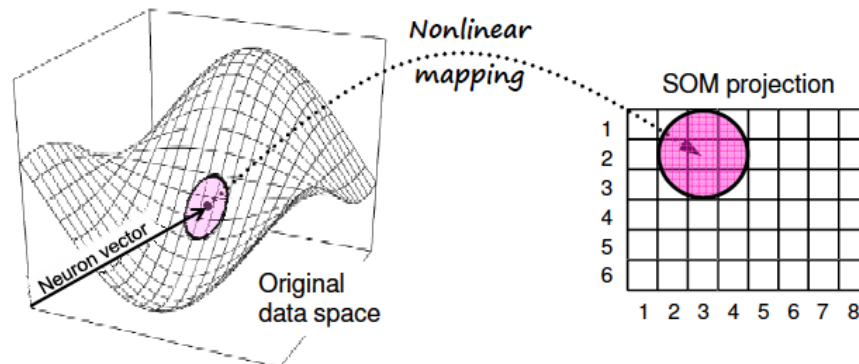 Nonlinear
mapping
SOM projection
1
2
3
4
5
6
1 2 3 4 5 6 7 8
Neuron vector
Original
data space